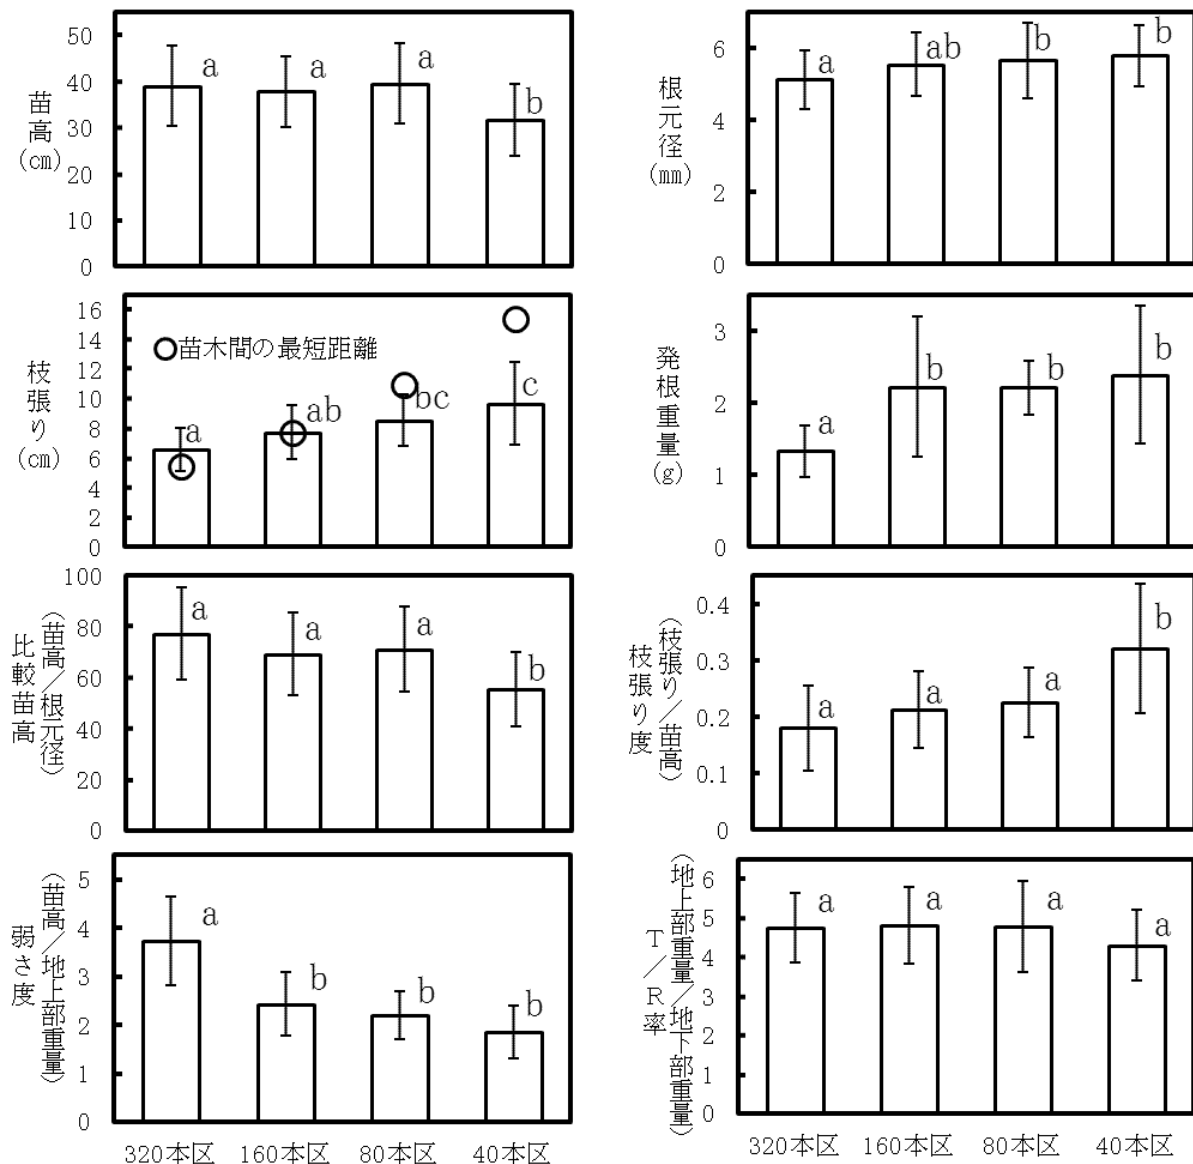 苗高
(cm)
50
40
30
20
10
0
a
a
a
b
根元径
(mm)
6
4
2
0
a
ab
b
b
枝張り
(cm)
16
14
12
10
8
6
4
2
0
苗木間の最短距離
a
ab
bc
c
発根重量
(g)
3
2
1
0
a
b
b
b
比較苗高
(苗高/根元径)
100
80
60
40
20
0
a
a
a
b
枝張り度
(枝張り/苗高)
0.4
0.3
0.2
0.1
0
a
a
a
b
弱さ度
(苗高/地上部重量)
5
4
3
2
1
0
a
b
b
b
320本区 160本区 80本区 40本区
T/R率
(地上部重量/地下部重量)
6
5
4
3
2
1
0
a
a
a
a
320本区 160本区 80本区 40本区